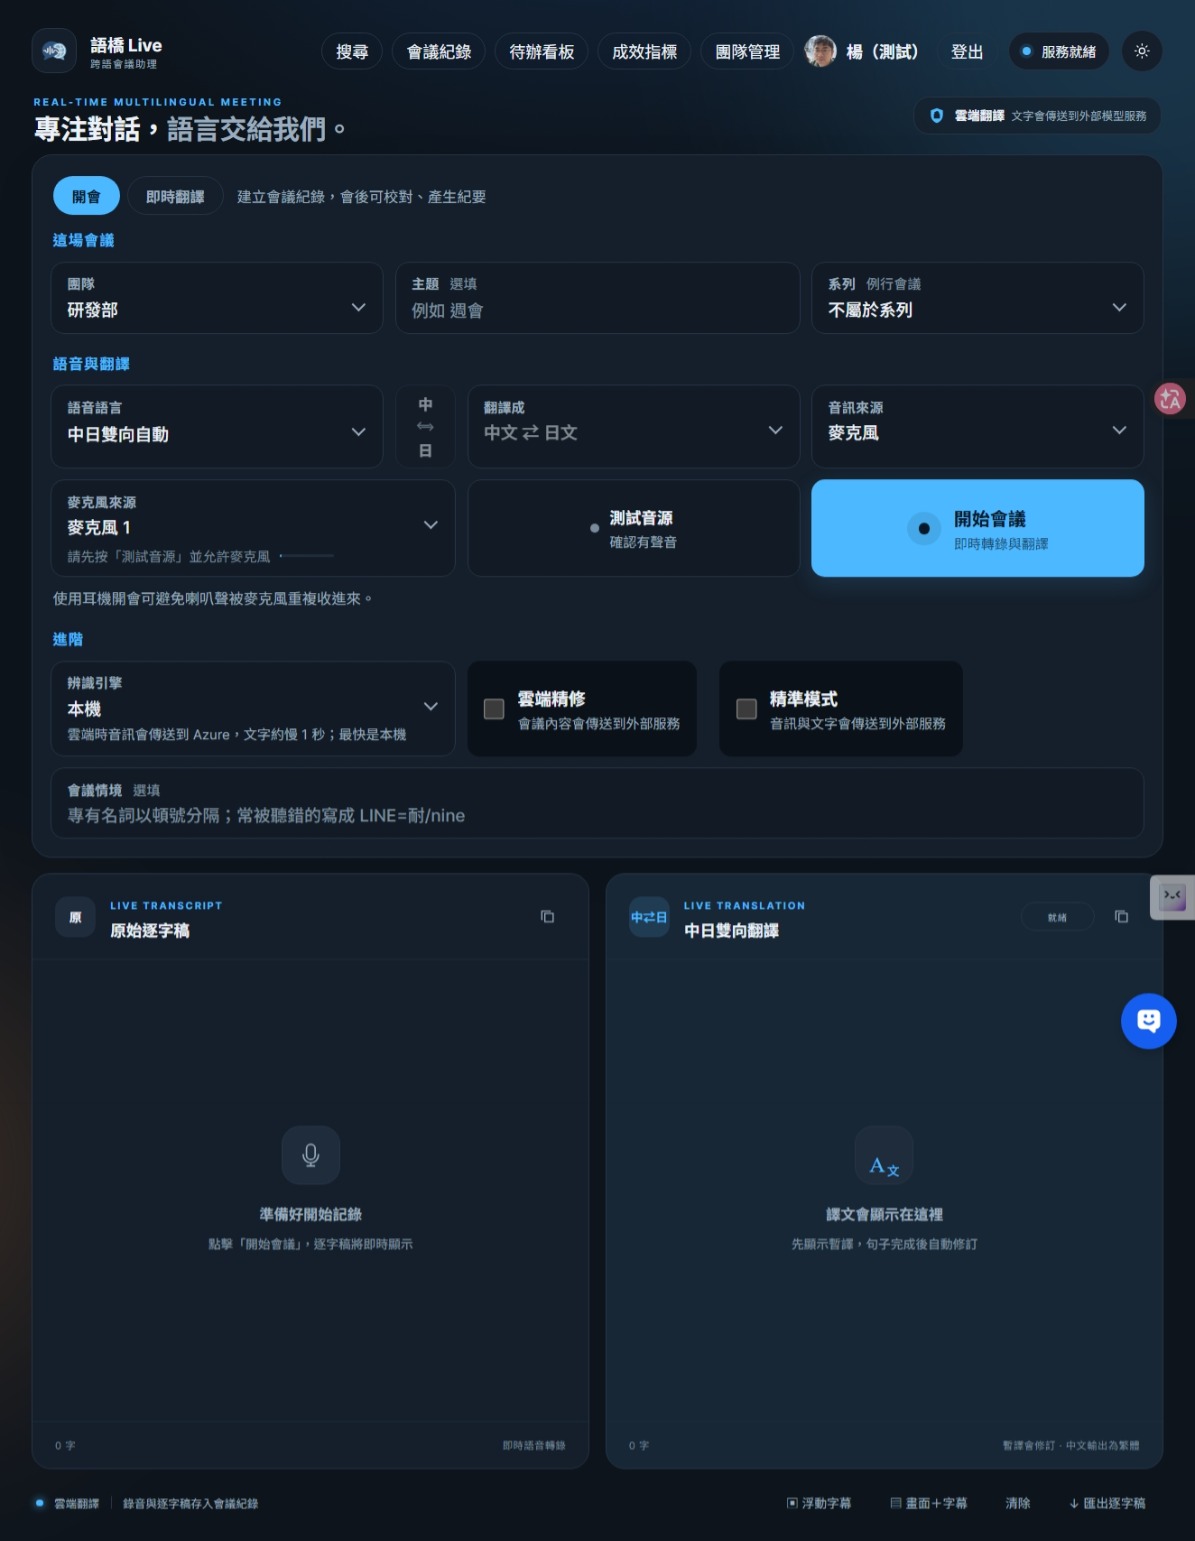 語橋 Live
跨語會議助理
搜尋
會議紀錄
待辦看板
成效指標
團隊管理
楊（測試）
登出
服務就緒
REAL-TIME MULTILINGUAL MEETING
專注對話，語言交給我們。
雲端翻譯 文字會傳送到外部模型服務
開會
即時翻譯
建立會議紀錄，會後可校對、產生紀要
這場會議
團隊
研發部
主題 選填
例如 週會
系列 例行會議
不屬於系列
語音與翻譯
語音語言
中日雙向自動
中
⇔
日
翻譯成
中文 ⇄ 日文
音訊來源
麥克風
麥克風來源
麥克風 1
請先按「測試音源」並允許麥克風
測試音源
確認有聲音
開始會議
即時轉錄與翻譯
使用耳機開會可避免喇叭聲被麥克風重複收進來。
進階
辨識引擎
本機
雲端時音訊會傳送到 Azure，文字約慢 1 秒；最快是本機
雲端精修
會議內容會傳送到外部服務
精準模式
音訊與文字會傳送到外部服務
會議情境 選填
專有名詞以頓號分隔；常被聽錯的寫成 LINE=耐/nine
原
LIVE TRANSCRIPT
原始逐字稿
準備好開始記錄
點擊「開始會議」，逐字稿將即時顯示
0 字
即時語音轉錄
中⇄日
LIVE TRANSLATION
中日雙向翻譯
就緒
A文
譯文會顯示在這裡
先顯示暫譯，句子完成後自動修訂
0 字
暫譯會修訂 · 中文輸出為繁體
雲端翻譯
錄音與逐字稿存入會議紀錄
浮動字幕
畫面＋字幕
清除
↓ 匯出逐字稿